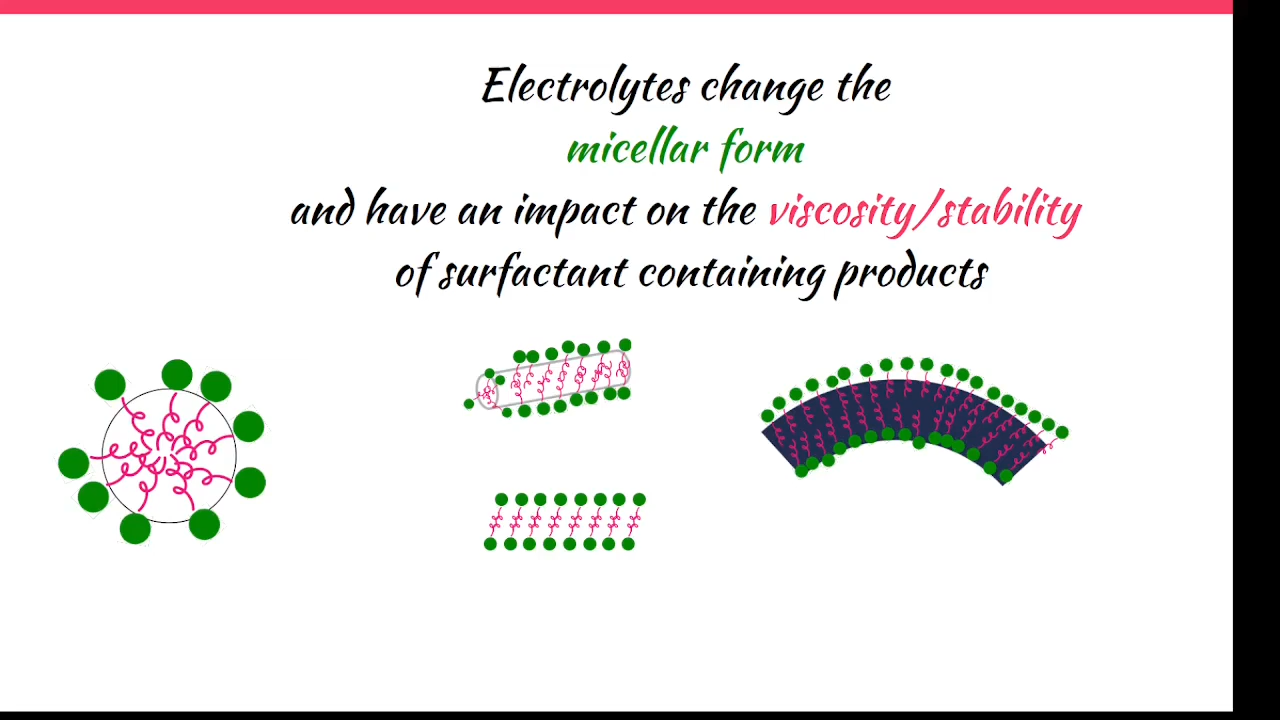 Electrolytes change the
micellar form
and have an impact on the viscosity/stability
of surfactant containing products